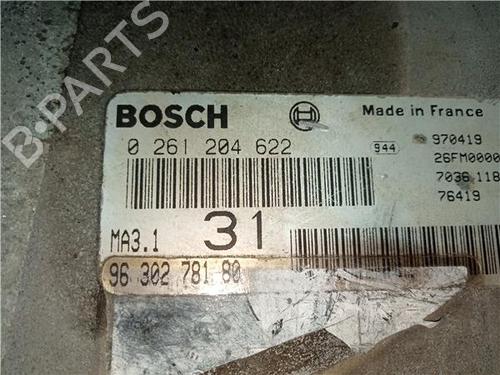 B-PARTS
BOSCH
Made in France
0 261 204 622
944
970419
26FM0000
7036 118
76419
MA3.1
31
96 302 781 80